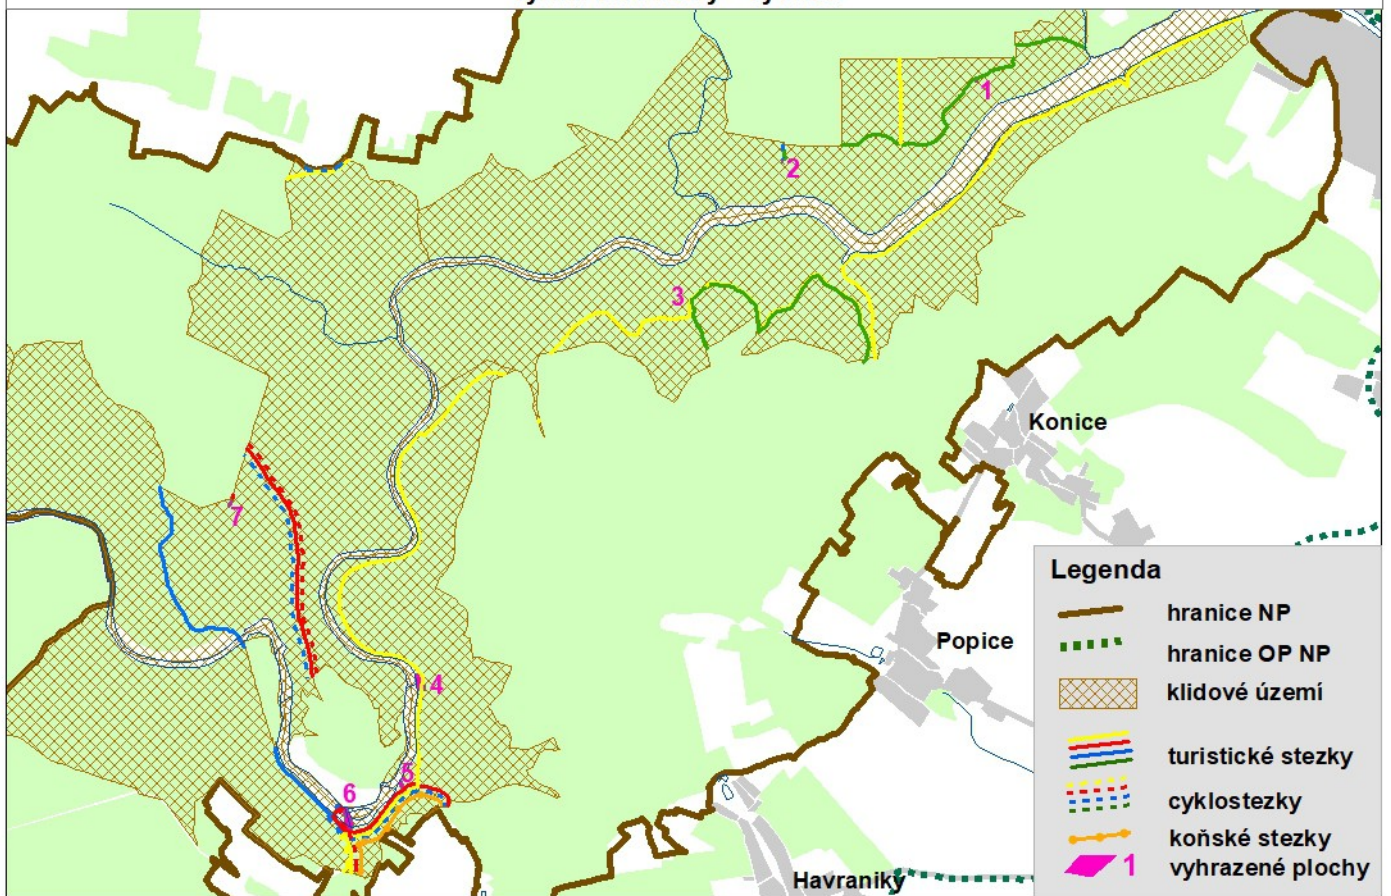 1
2
3
Konice
7
Popice
4
5
6
Havraníky
Legenda
hranice NP
hranice OP NP
klidové území
turistické stezky
cyklostezky
koňské stezky
1 vyhrazené plochy